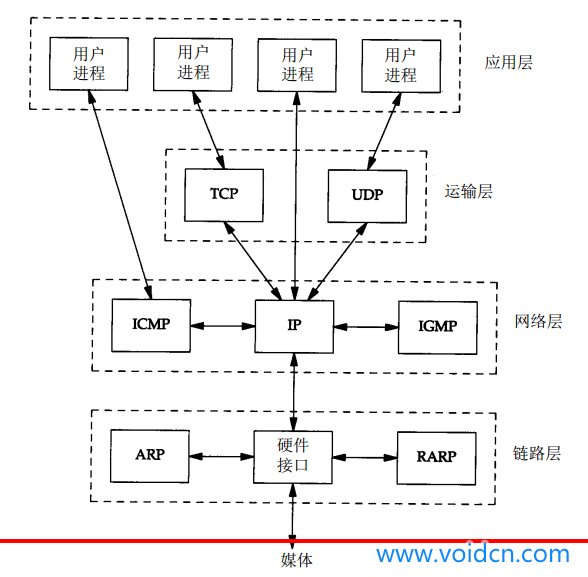 用户 用户 用户 用户
进程 进程 进程 进程
应用层
TCP UDP 运输层
ICMP IP IGMP 网络层
硬件
ARP 接口 RARP 链路层
媒体
www.voidcn.com